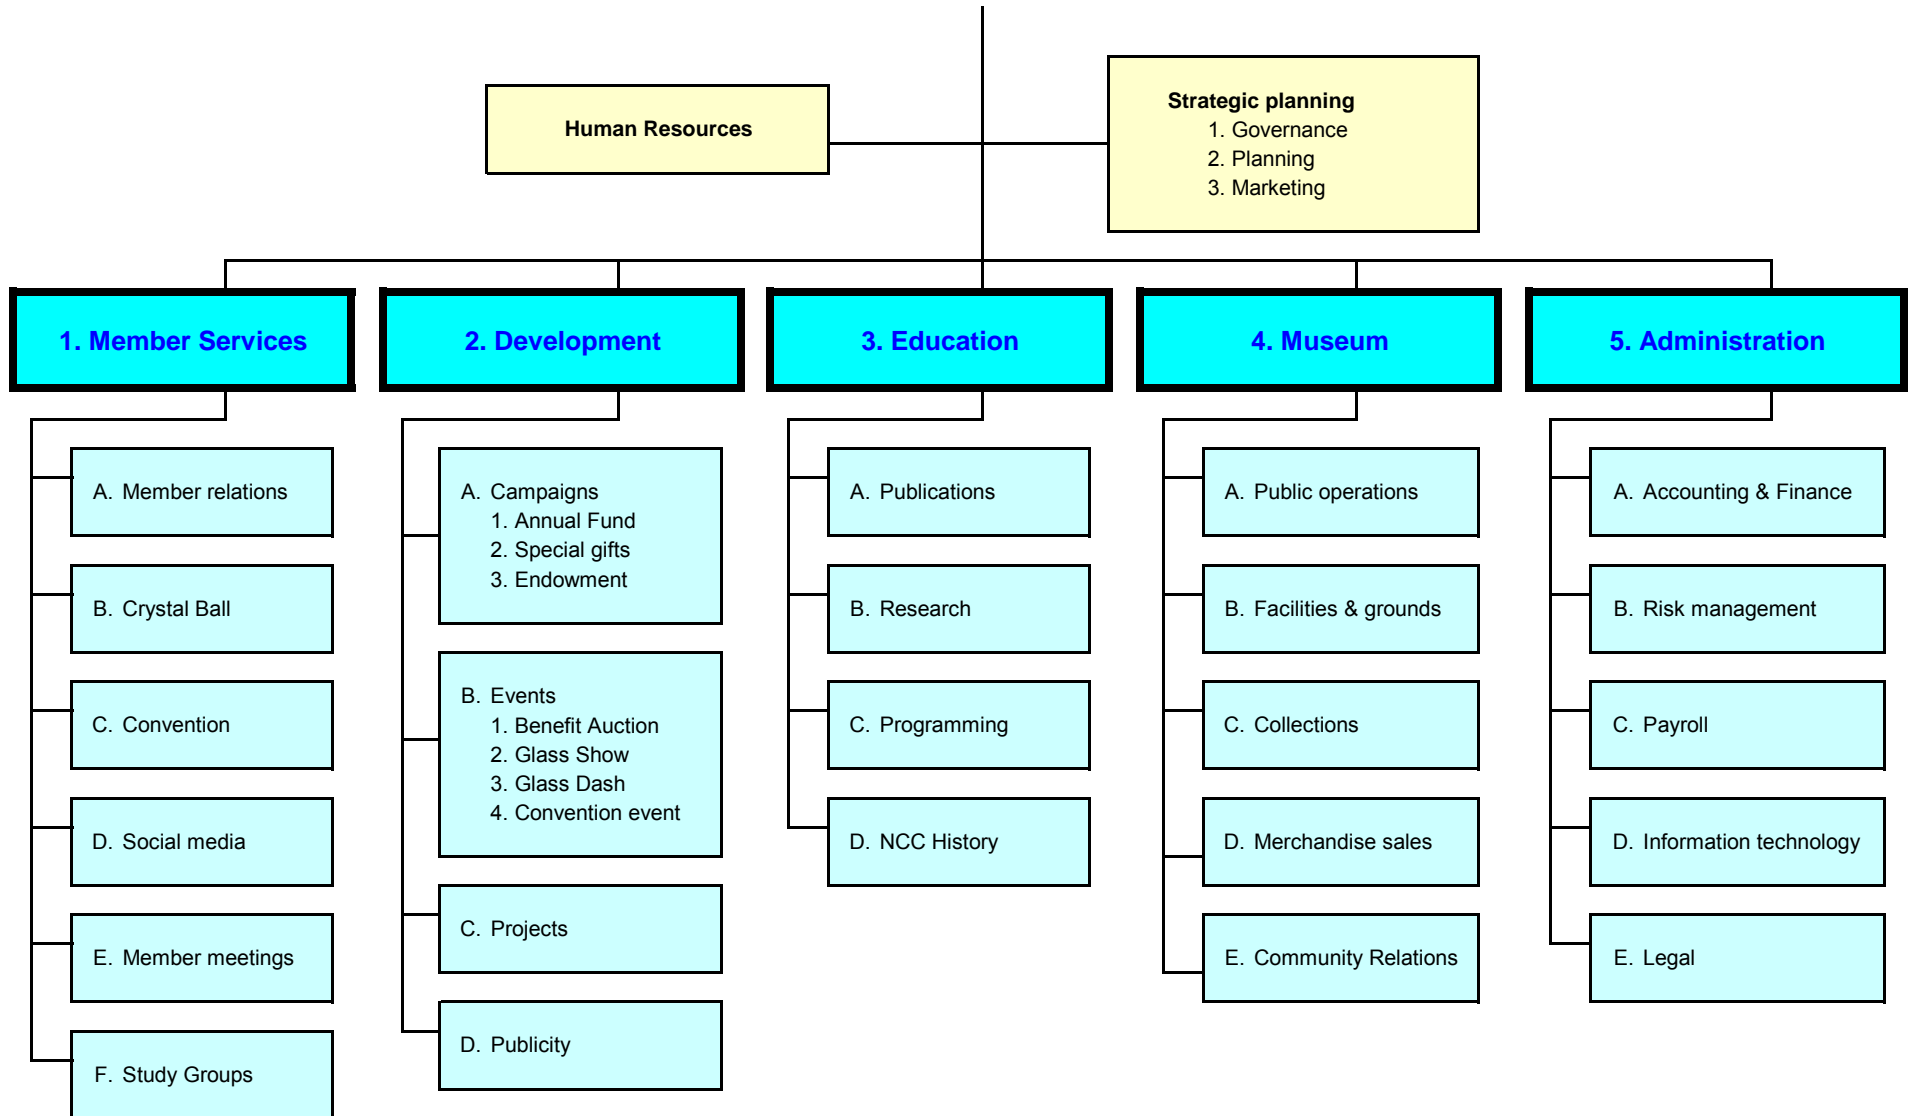 Human Resources
Strategic planning
1. Governance
2. Planning
3. Marketing
1. Member Services
2. Development
3. Education
4. Museum
5. Administration
A. Member relations
B. Crystal Ball
C. Convention
D. Social media
E. Member meetings
F. Study Groups
A. Campaigns
1. Annual Fund
2. Special gifts
3. Endowment
B. Events
1. Benefit Auction
2. Glass Show
3. Glass Dash
4. Convention event
C. Projects
D. Publicity
A. Publications
B. Research
C. Programming
D. NCC History
A. Public operations
B. Facilities & grounds
C. Collections
D. Merchandise sales
E. Community Relations
A. Accounting & Finance
B. Risk management
C. Payroll
D. Information technology
E. Legal